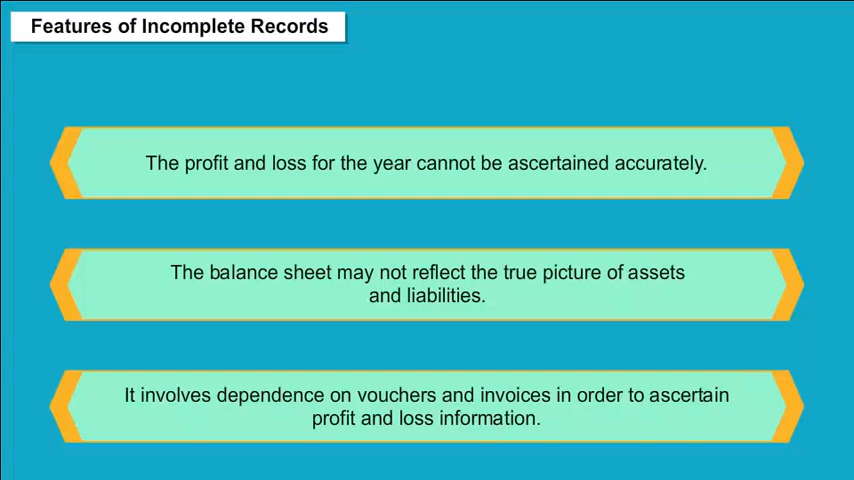 Features of Incomplete Records
The profit and loss for the year cannot be ascertained accurately.
The balance sheet may not reflect the true picture of assets
and liabilities.
It involves dependence on vouchers and invoices in order to ascertain
profit and loss information.